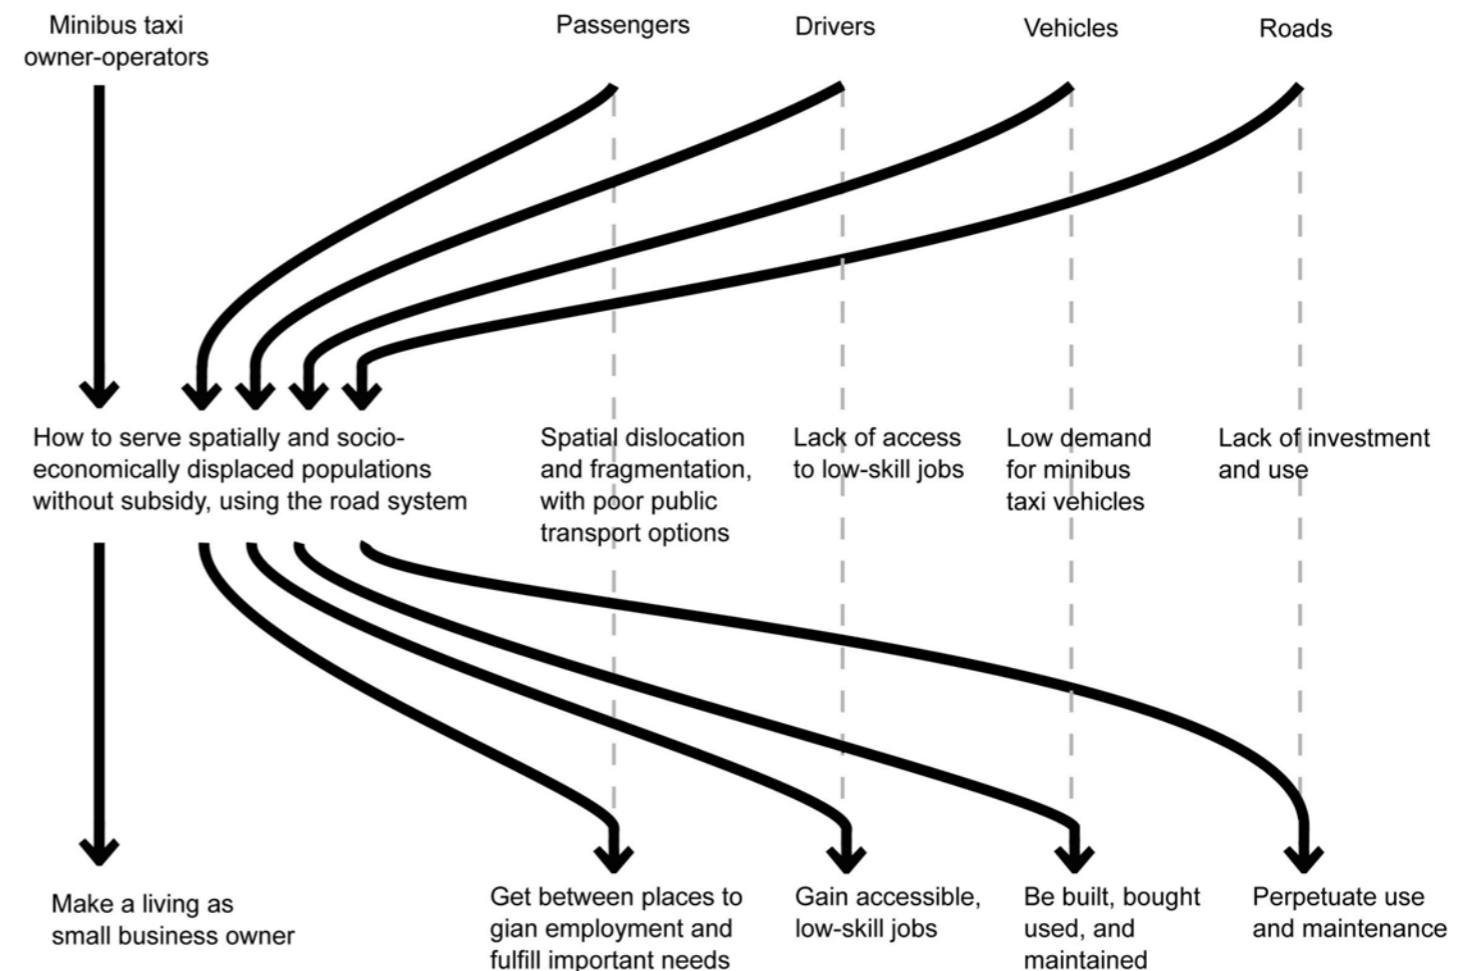 Minibus taxi
owner-operators
Passengers
Drivers
Vehicles
Roads
How to serve spatially and socio-
economically displaced populations
without subsidy, using the road system
Spatial dislocation
and fragmentation,
with poor public
transport options
Lack of access
to low-skill jobs
Low demand
for minibus
taxi vehicles
Lack of investment
and use
Make a living as
small business owner
Get between places to
gian employment and
fulfill important needs
Gain accessible,
low-skill jobs
Be built, bought
used, and
maintained
Perpetuate use
and maintenance